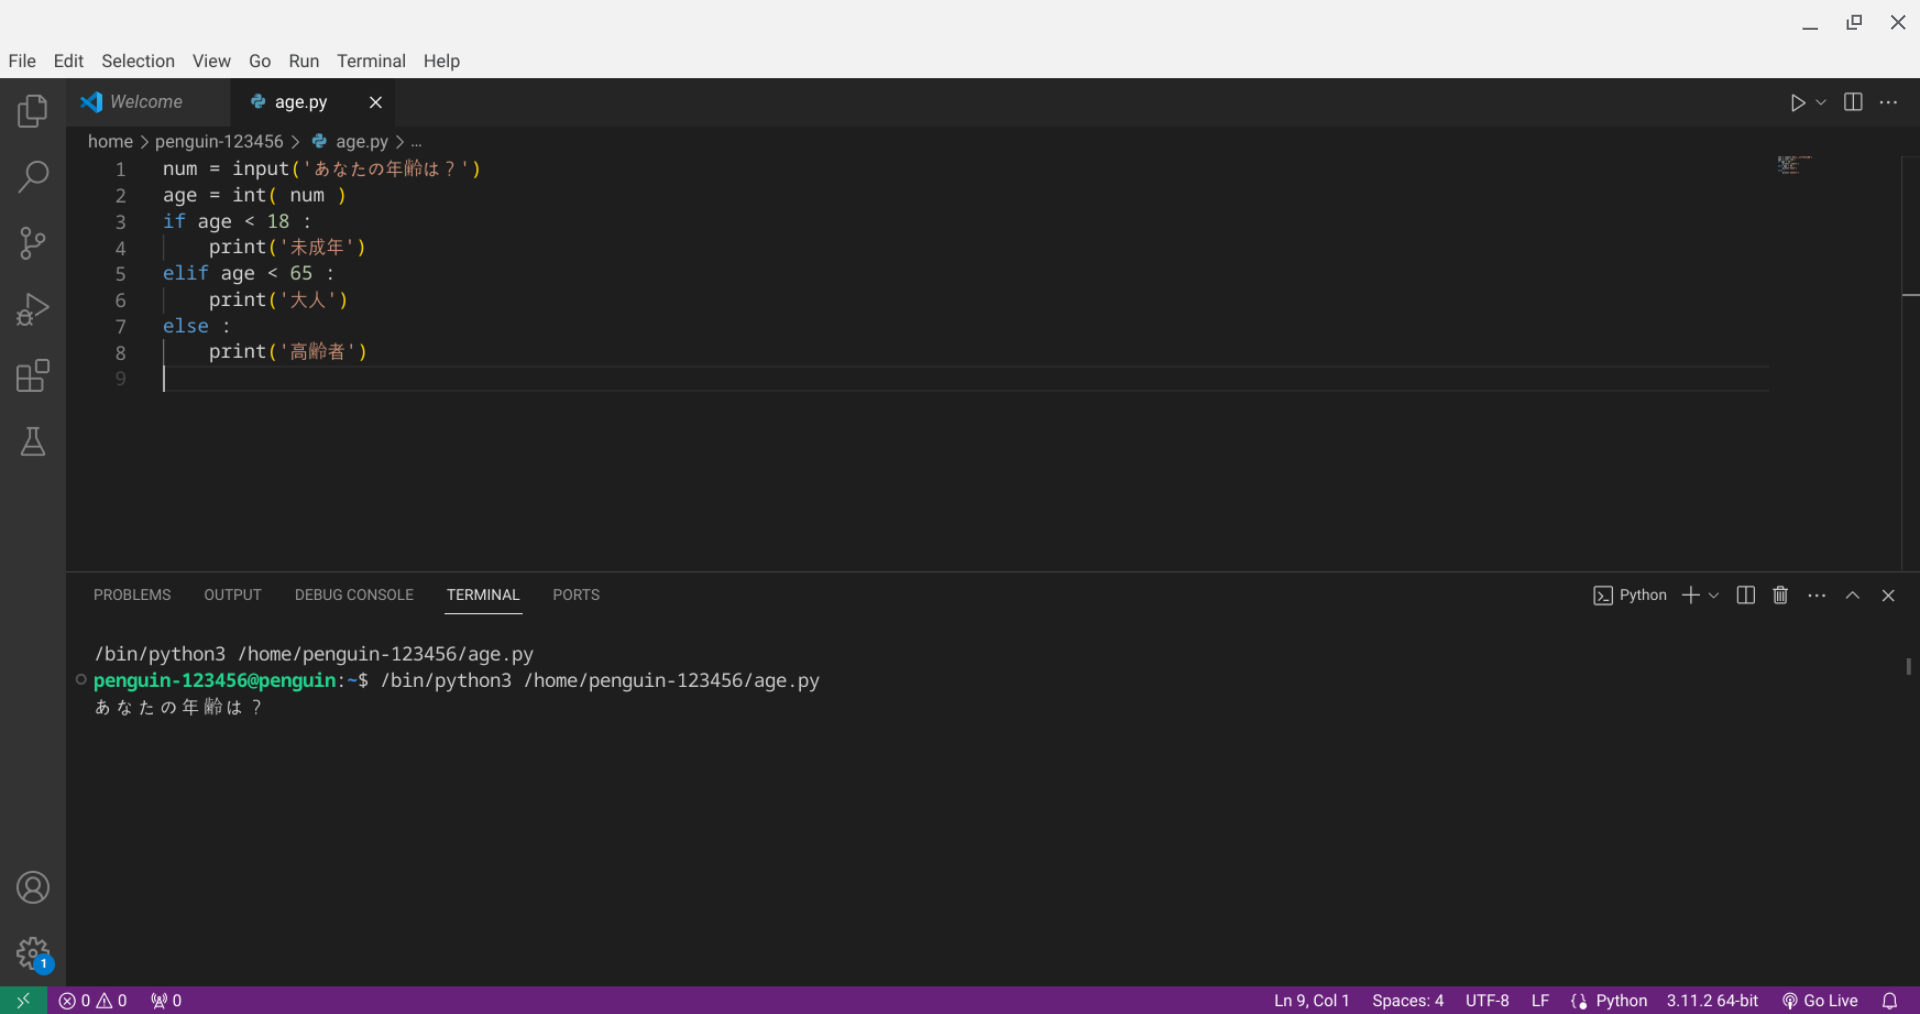 File Edit Selection View Go Run Terminal Help
Welcome age.py
home > penguin-123456 > age.py > ...
1 num = input('あなたの年齢は？')
2 age = int( num )
3 if age < 18 :
4     print('未成年')
5 elif age < 65 :
6     print('大人')
7 else :
8     print('高齢者')
9
PROBLEMS OUTPUT DEBUG CONSOLE TERMINAL PORTS Python
/bin/python3 /home/penguin-123456/age.py
penguin-123456@penguin:~$ /bin/python3 /home/penguin-123456/age.py
あなたの年齢は？
1
0 0 0 Ln 9, Col 1 Spaces: 4 UTF-8 LF Python 3.11.2 64-bit Go Live